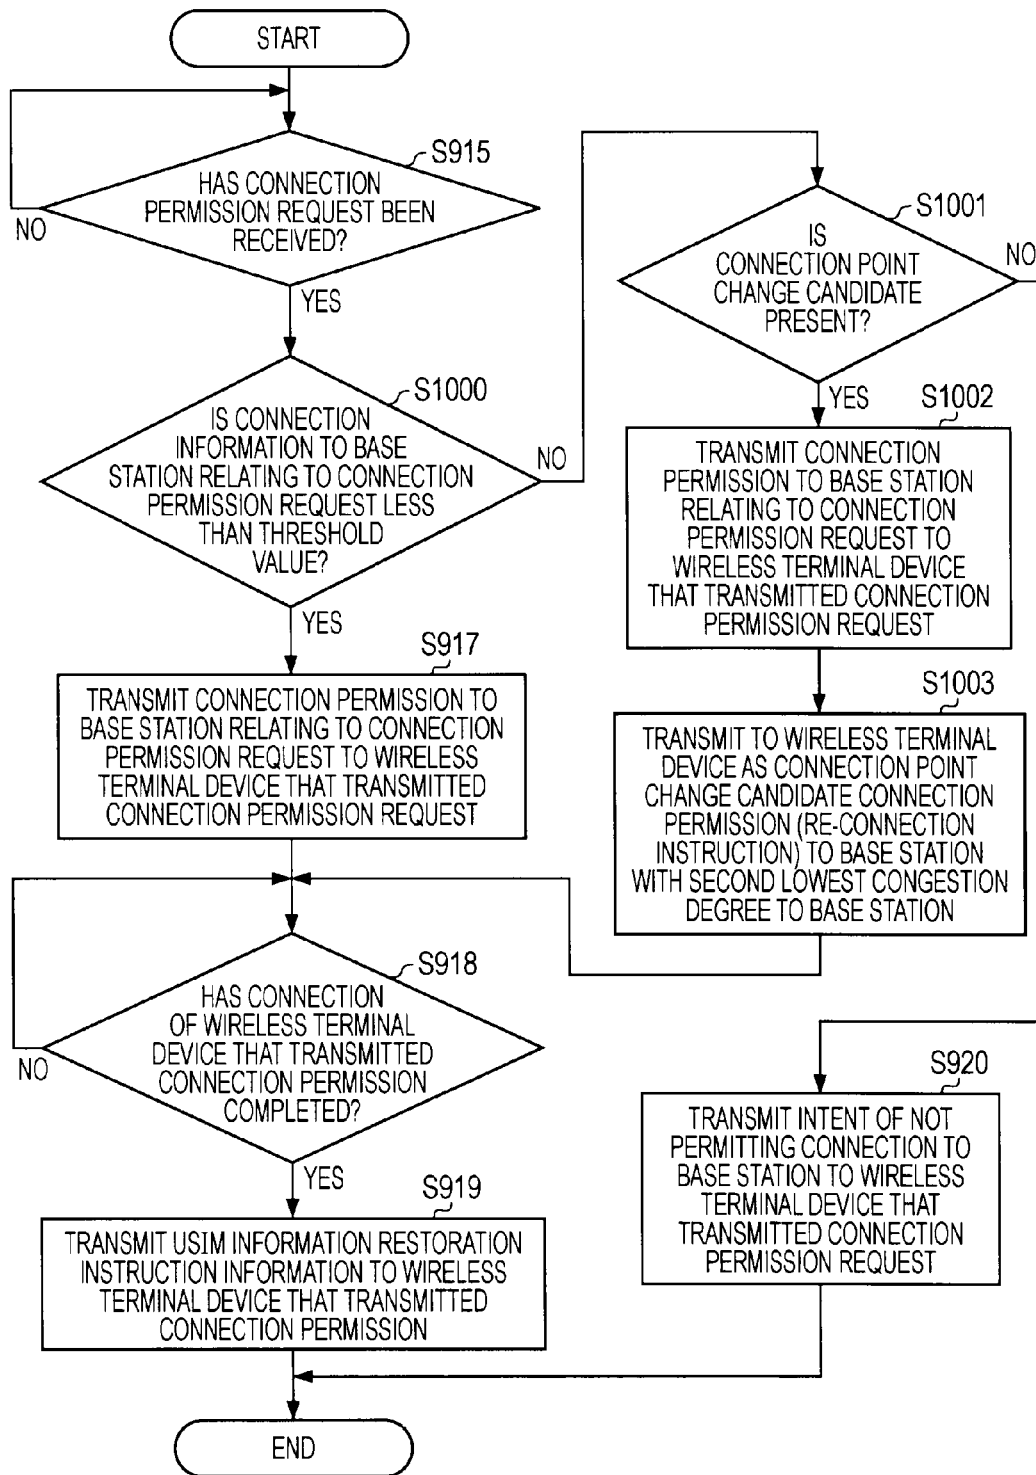 START
S915
HAS CONNECTION
PERMISSION REQUEST BEEN
RECEIVED?
NO
YES
S1000
IS CONNECTION
INFORMATION TO BASE
STATION RELATING TO CONNECTION
PERMISSION REQUEST LESS
THAN THRESHOLD
VALUE?
NO
YES
S917
TRANSMIT CONNECTION PERMISSION TO
BASE STATION RELATING TO CONNECTION
PERMISSION REQUEST TO WIRELESS
TERMINAL DEVICE THAT TRANSMITTED
CONNECTION PERMISSION REQUEST
S918
HAS CONNECTION
OF WIRELESS TERMINAL
DEVICE THAT TRANSMITTED
CONNECTION PERMISSION
COMPLETED?
NO
YES
S919
TRANSMIT USIM INFORMATION RESTORATION
INSTRUCTION INFORMATION TO WIRELESS
TERMINAL DEVICE THAT TRANSMITTED
CONNECTION PERMISSION
END
S1001
IS
CONNECTION POINT
CHANGE CANDIDATE
PRESENT?
NO
YES
S1002
TRANSMIT CONNECTION
PERMISSION TO BASE STATION
RELATING TO CONNECTION
PERMISSION REQUEST TO
WIRELESS TERMINAL DEVICE
THAT TRANSMITTED CONNECTION
PERMISSION REQUEST
S1003
TRANSMIT TO WIRELESS TERMINAL
DEVICE AS CONNECTION POINT
CHANGE CANDIDATE CONNECTION
PERMISSION (RE-CONNECTION
INSTRUCTION) TO BASE STATION
WITH SECOND LOWEST CONGESTION
DEGREE TO BASE STATION
S920
TRANSMIT INTENT OF NOT
PERMITTING CONNECTION TO
BASE STATION TO WIRELESS
TERMINAL DEVICE THAT
TRANSMITTED CONNECTION
PERMISSION REQUEST